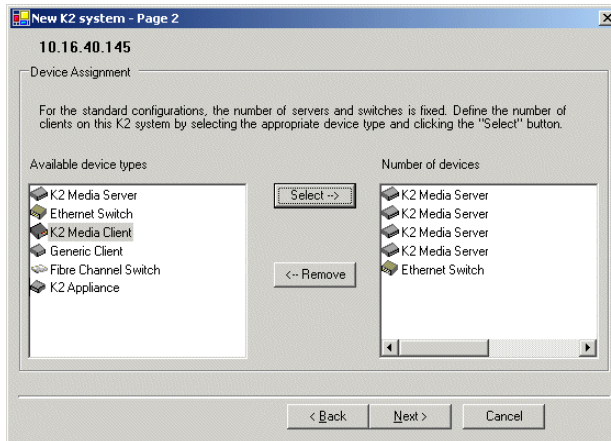 New K2 system - Page 2
10.16.40.145
Device Assignment
For the standard configurations, the number of servers and switches is fixed. Define the number of
clients on this K2 system by selecting the appropriate device type and clicking the "Select" button.
Available device types
Number of devices
K2 Media Server
Ethernet Switch
K2 Media Client
Generic Client
Fibre Channel Switch
K2 Appliance
Select -->
<-- Remove
K2 Media Server
K2 Media Server
K2 Media Server
K2 Media Server
Ethernet Switch
< Back
Next >
Cancel